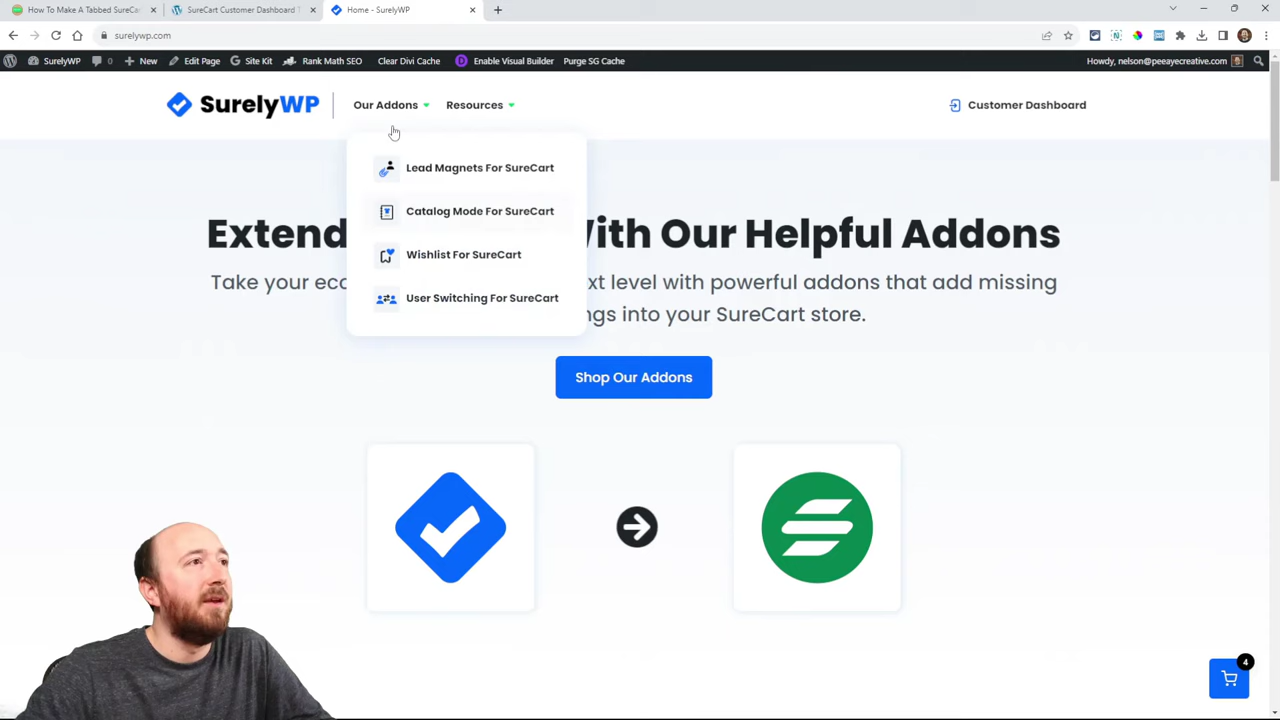 How To Make A Tabbed SureCar
SureCart Customer Dashboard T
Home - SurelyWP
surelywp.com
SurelyWP
0
New
Edit Page
Site Kit
Rank Math SEO
Clear Divi Cache
Enable Visual Builder
Purge SG Cache
Howdy, nelson@peeayecreative.com
SurelyWP
Our Addons
Resources
Customer Dashboard
Lead Magnets For SureCart
Catalog Mode For SureCart
Wishlist For SureCart
User Switching For SureCart
Extend
ith Our Helpful Addons
Take your eco
xt level with powerful addons that add missing
ngs into your SureCart store.
Shop Our Addons
4